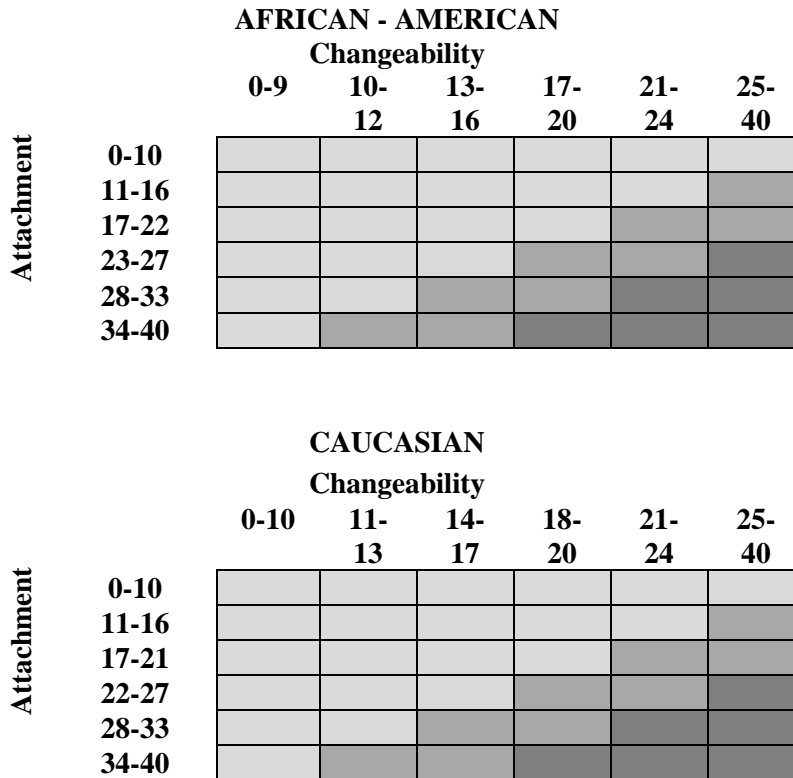 AFRICAN - AMERICAN
Changeability
0-9 10- 13- 17- 21- 25-
12 16 20 24 40
Attachment
0-10
11-16
17-22
23-27
28-33
34-40
CAUCASIAN
Changeability
0-10 11- 14- 18- 21- 25-
13 17 20 24 40
Attachment
0-10
11-16
17-21
22-27
28-33
34-40